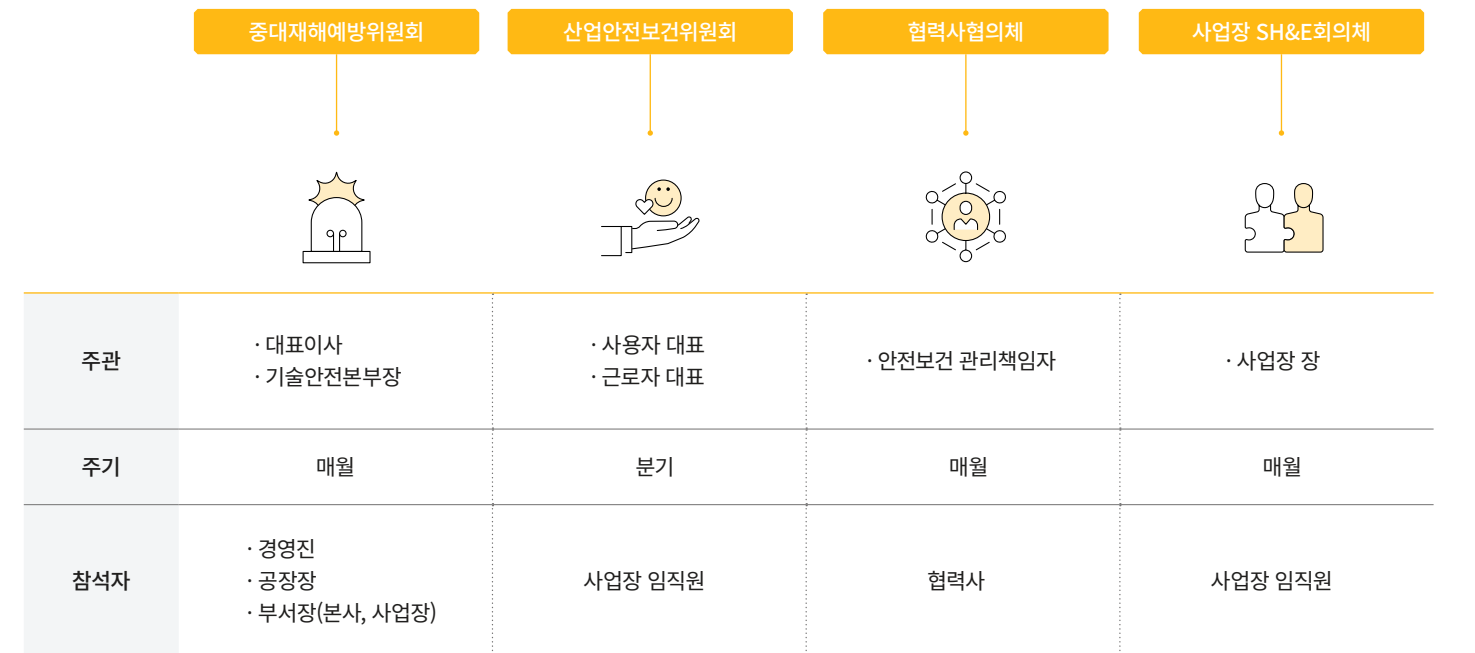 중대재해예방위원회
산업안전보건위원회
협력사협의체
사업장 SH&E회의체
주관
· 대표이사
· 기술안전본부장
· 사용자 대표
· 근로자 대표
· 안전보건 관리책임자
· 사업장 장
주기
매월
분기
매월
매월
참석자
· 경영진
· 공장장
· 부서장(본사, 사업장)
사업장 임직원
협력사
사업장 임직원